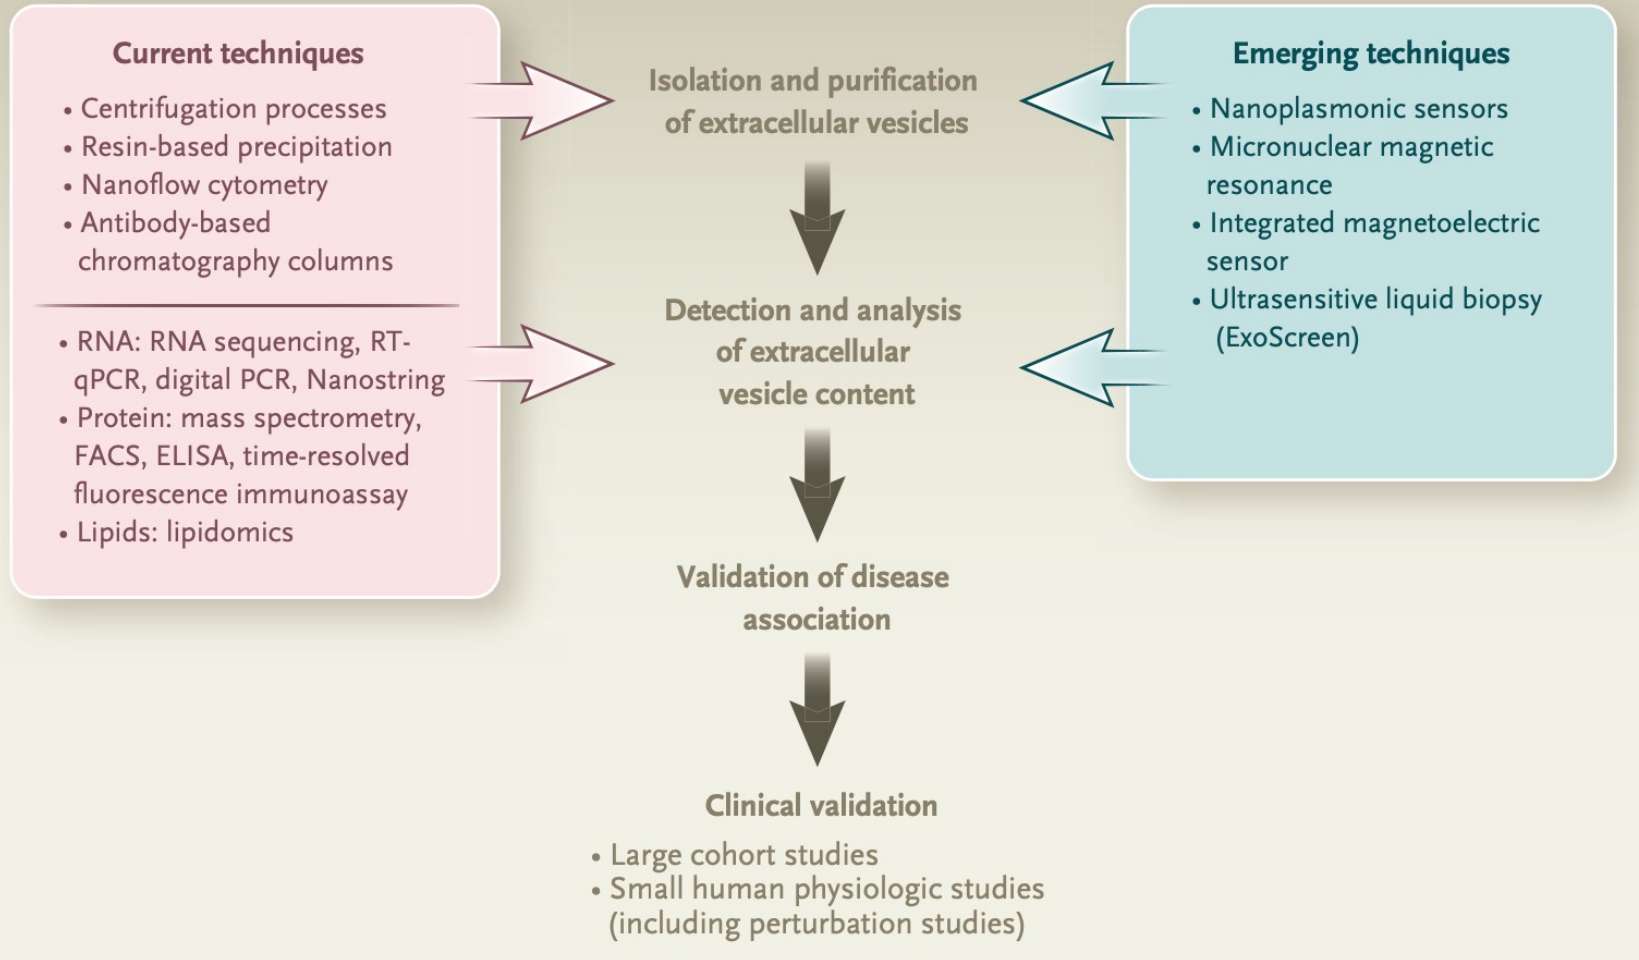 Current techniques
• Centrifugation processes
• Resin-based precipitation
• Nanoflow cytometry
• Antibody-based
chromatography columns
• RNA: RNA sequencing, RT-
qPCR, digital PCR, Nanostring
• Protein: mass spectrometry,
FACS, ELISA, time-resolved
fluorescence immunoassay
• Lipids: lipidomics
Isolation and purification
of extracellular vesicles
Detection and analysis
of extracellular
vesicle content
Validation of disease
association
Clinical validation
• Large cohort studies
• Small human physiologic studies
(including perturbation studies)
Emerging techniques
• Nanoplasmonic sensors
• Micronuclear magnetic
resonance
• Integrated magnetoelectric
sensor
• Ultrasensitive liquid biopsy
(ExoScreen)